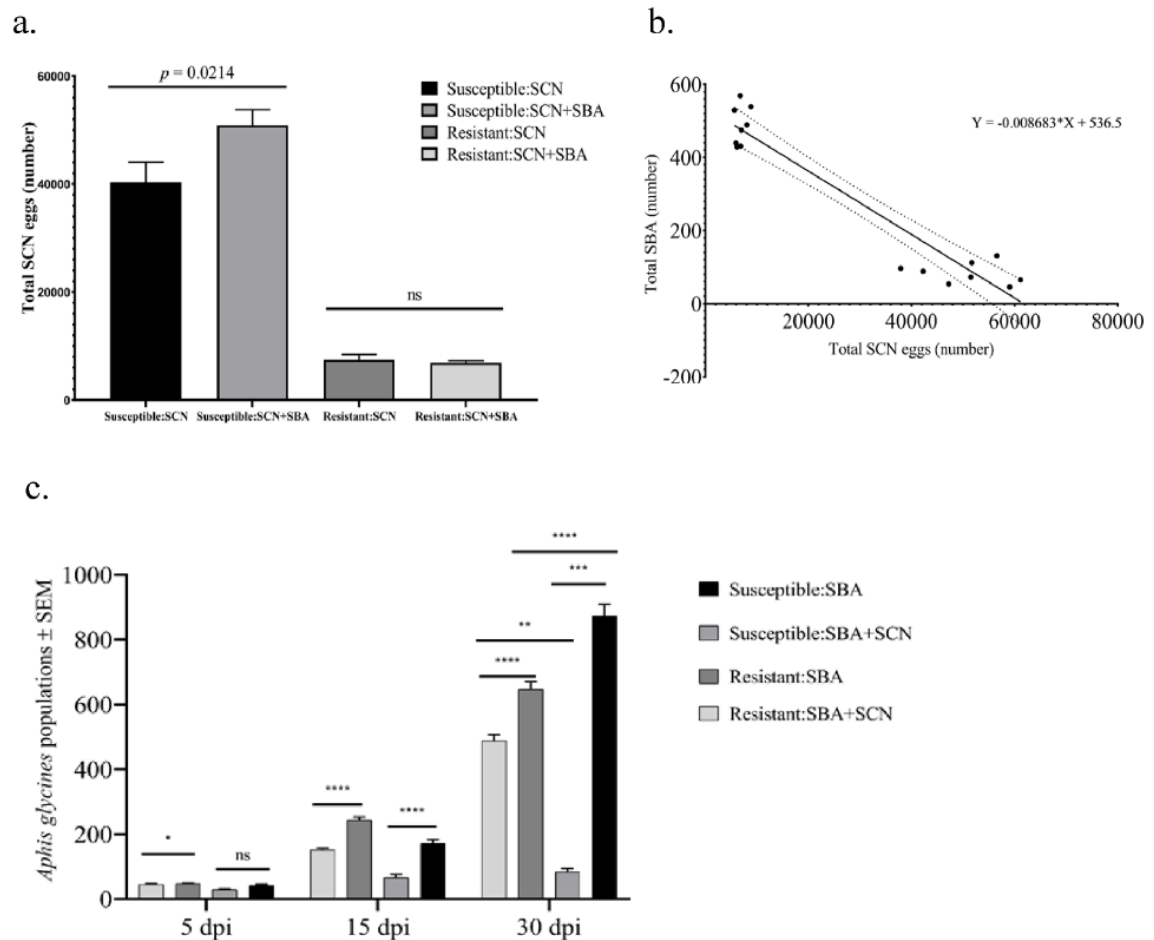 a.
p = 0.0214
ns
Total SCN eggs (number)
60000
40000
20000
0
Susceptible:SCN
Susceptible:SCN+SBA
Resistant:SCN
Resistant:SCN+SBA
Susceptible:SCN
Susceptible:SCN+SBA
Resistant:SCN
Resistant:SCN+SBA
b.
Y = -0.008683*X + 536.5
Total SBA (number)
600
400
200
0
-200
20000
40000
60000
80000
Total SCN eggs (number)
c.
Aphis glycines populations ± SEM
1000
800
600
400
200
0
*
ns
****
****
****
***
**
****
5 dpi
15 dpi
30 dpi
Susceptible:SBA
Susceptible:SBA+SCN
Resistant:SBA
Resistant:SBA+SCN